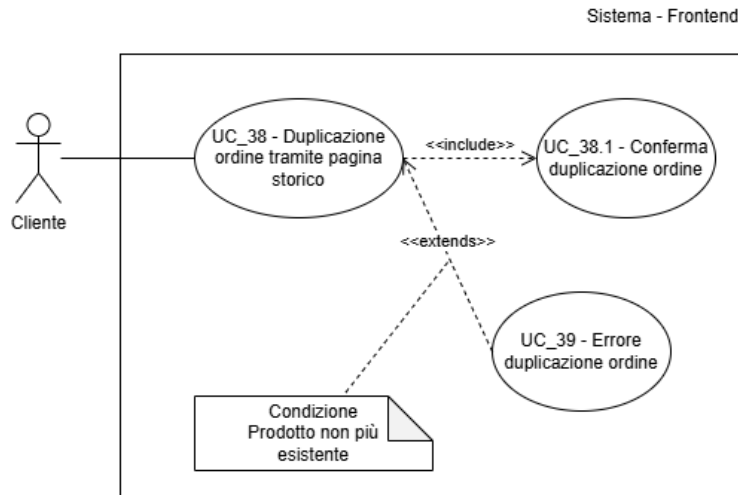 Sistema - Frontend
UC_38 - Duplicazione
ordine tramite pagina
storico
<<include>>
UC_38.1 - Conferma
duplicazione ordine
Cliente
<<extends>>
UC_39 - Errore
duplicazione ordine
Condizione
Prodotto non più
esistente